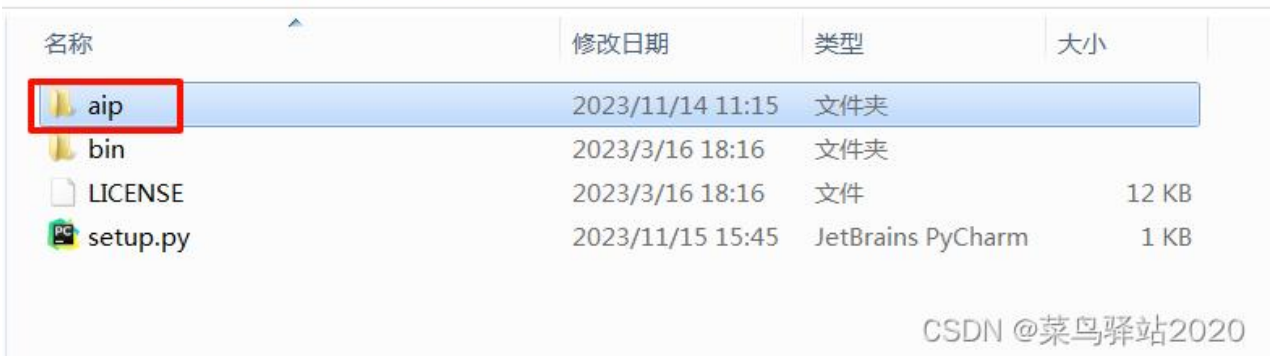 名称 修改日期 类型 大小
aip 2023/11/14 11:15 文件夹
bin 2023/3/16 18:16 文件夹
LICENSE 2023/3/16 18:16 文件 12 KB
PC setup.py 2023/11/15 15:45 JetBrains PyCharm 1 KB
CSDN @菜鸟驿站2020